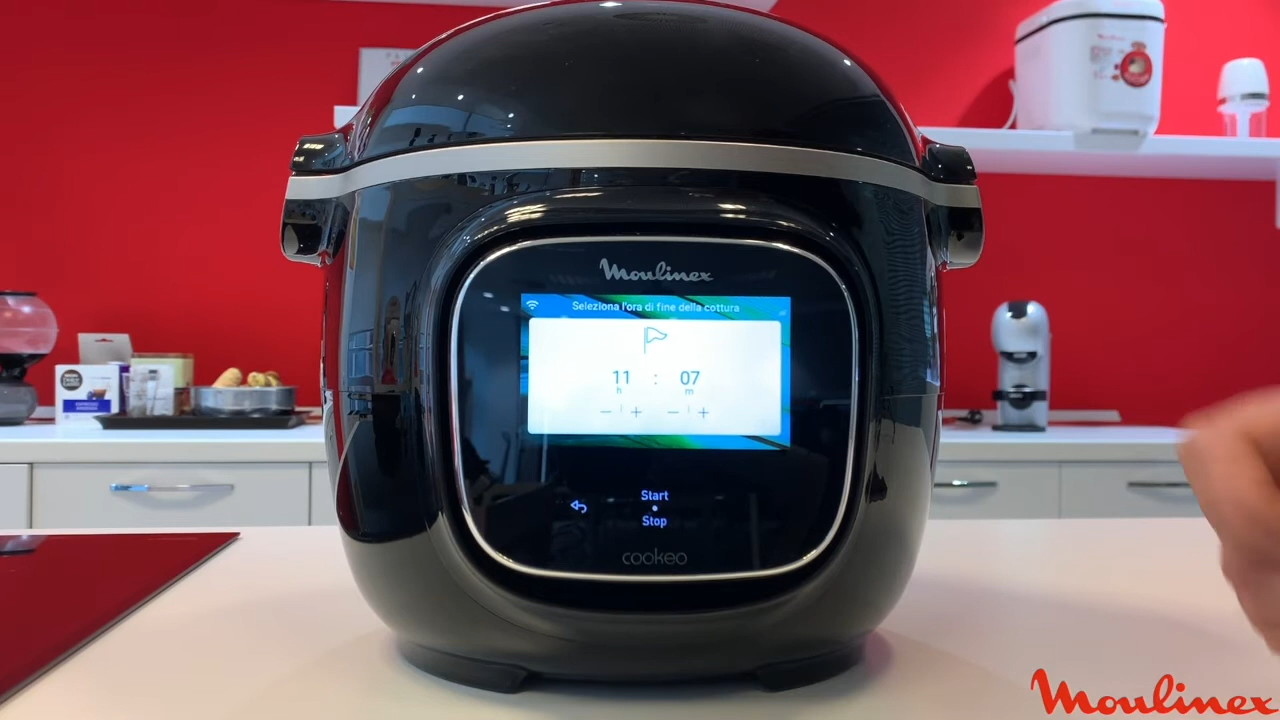 Moulinex
Seleziona l'ora di fine della cottura
11 : 07
h m
− + − +
Start
Stop
cookeo
Moulinex